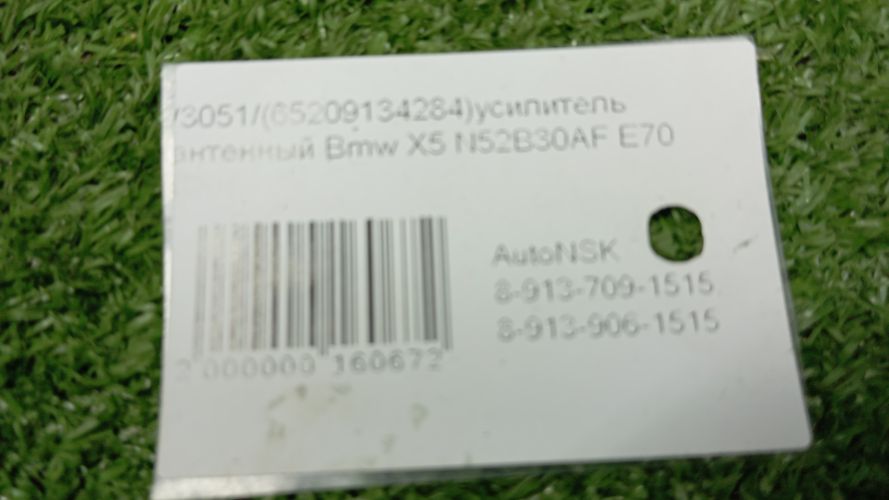 73051/(65209134284)усилитель
антенный Bmw X5 N52B30AF E70
AutoNSK
8-913-709-1515
8-913-906-1515
2 000000 160672